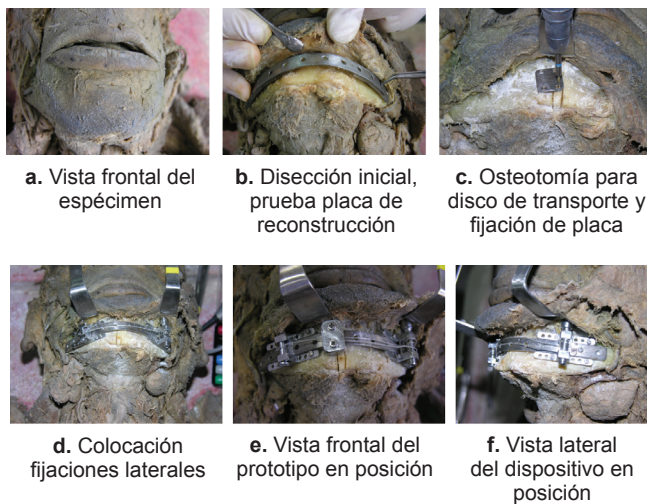 a. Vista frontal del
espécimen
b. Disección inicial,
prueba placa de
reconstrucción
c. Osteotomía para
disco de transporte y
fijación de placa
d. Colocación
fijaciones laterales
e. Vista frontal del
prototipo en posición
f. Vista lateral
del dispositivo en
posición